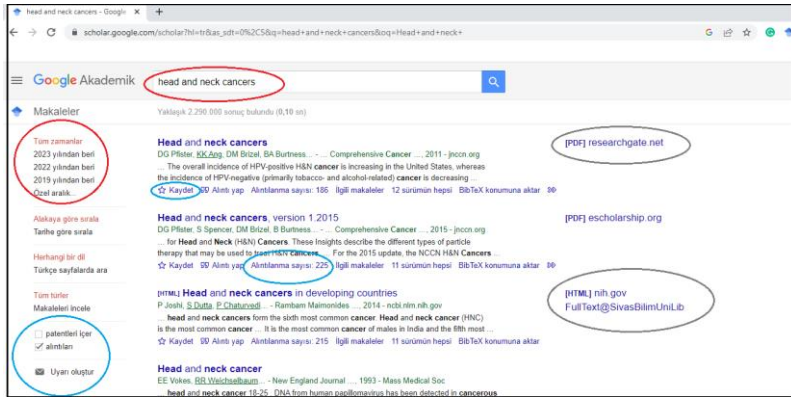 head and neck cancers - Google
scholar.google.com/scholar?hl=tr&as_sdt=0%2C5&q=head+and+neck+cancers&oq=Head+and+neck+
Google Akademik
head and neck cancers
Makaleler
Yaklaşık 2.290.000 sonuç bulundu (0,10 sn)
Tüm zamanlar
2023 yılından beri
2022 yılından beri
2019 yılından beri
Özel aralık...
Alakaya göre sırala
Tarihe göre sırala
Herhangi bir dil
Türkçe sayfalarda ara
Tüm türler
Makaleleri incele
patentleri içer
alıntıları
Uyarı oluştur
Head and neck cancers
DG Pfister, KK Ang, DM Brizel, BA Burtness... - ... Comprehensive Cancer ..., 2011 - jnccn.org
... The overall incidence of HPV-positive H&N cancer is increasing in the United States, whereas
the incidence of HPV-negative (primarily tobacco- and alcohol-related) cancer is decreasing ...
Kaydet Alıntı yap Alıntılanma sayısı: 186 İlgili makaleler 12 sürümün hepsi BibTeX konumuna aktar
[PDF] researchgate.net
Head and neck cancers, version 1.2015
DG Pfister, S Spencer, DM Brizel, B Burtness... - ... Comprehensive Cancer ..., 2015 - jnccn.org
... for Head and Neck (H&N) Cancers. These Insights describe the different types of particle
therapy that may be used to treat H&N cancers, ... For the 2015 update, the NCCN H&N Cancers ...
Kaydet Alıntı yap Alıntılanma sayısı: 225 İlgili makaleler 11 sürümün hepsi BibTeX konumuna aktar
[PDF] escholarship.org
[HTML] Head and neck cancers in developing countries
P Joshi, S Dutta, P Chaturvedi... - Rambam Maimonides ..., 2014 - ncbi.nlm.nih.gov
... head and neck cancers form the sixth most common cancer. Head and neck cancer (HNC)
is the most common cancer ... It is the most common cancer of males in India and the fifth most ...
Kaydet Alıntı yap Alıntılanma sayısı: 215 İlgili makaleler 11 sürümün hepsi BibTeX konumuna aktar
[HTML] nih.gov
FullText@SivasBilimUniLib
Head and neck cancer
EE Vokes, RR Weichselbaum... - New England Journal ..., 1993 - Mass Medical Soc
... head and neck cancer.18-25 . DNA from human papillomavirus has been detected in cancerous